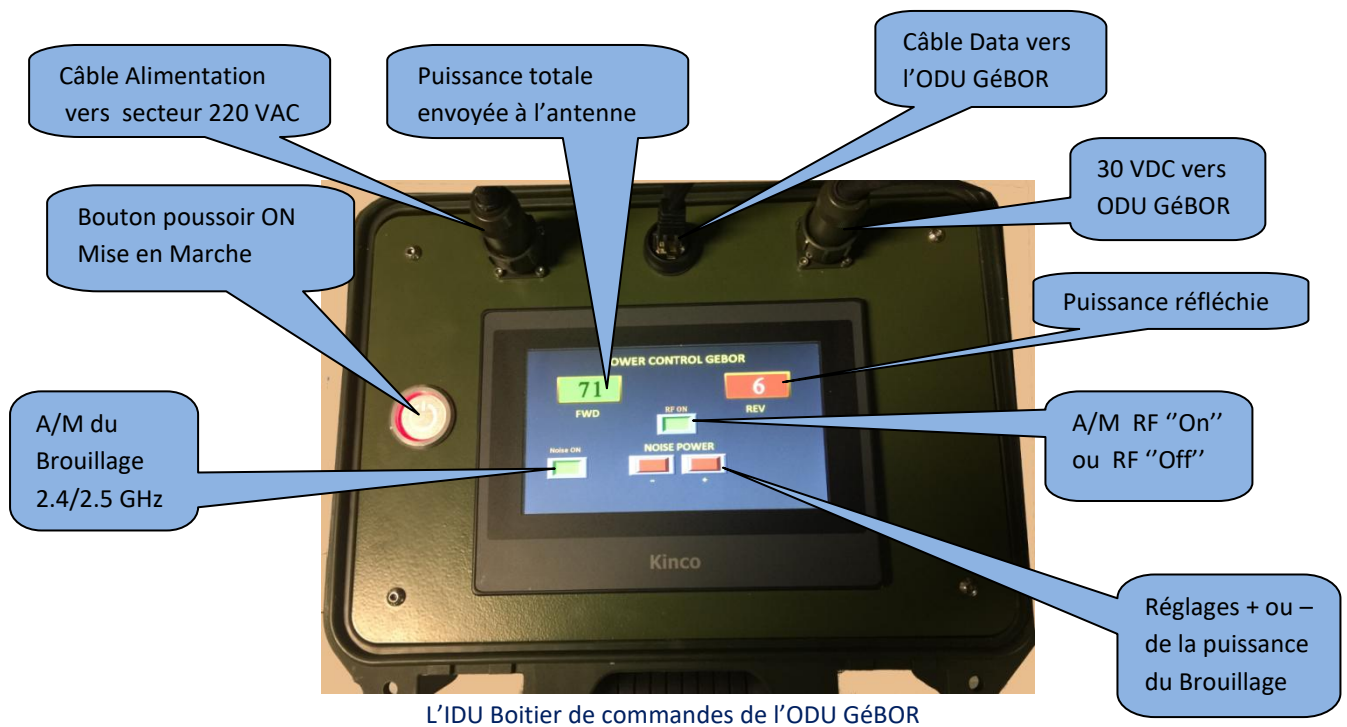 Câble Alimentation
vers secteur 220 VAC
Puissance totale
envoyée à l’antenne
Câble Data vers
l’ODU GéBOR
30 VDC vers
ODU GéBOR
Bouton poussoir ON
Mise en Marche
Puissance réfléchie
A/M du
Brouillage
2.4/2.5 GHz
A/M RF ‘’On’’
ou RF ‘’Off’’
Réglages + ou –
de la puissance
du Brouillage
OWER CONTROL GEBOR
71
6
FWD
REV
RF ON
Noise ON
NOISE POWER
- +
Kinco
L’IDU Boitier de commandes de l’ODU GéBOR